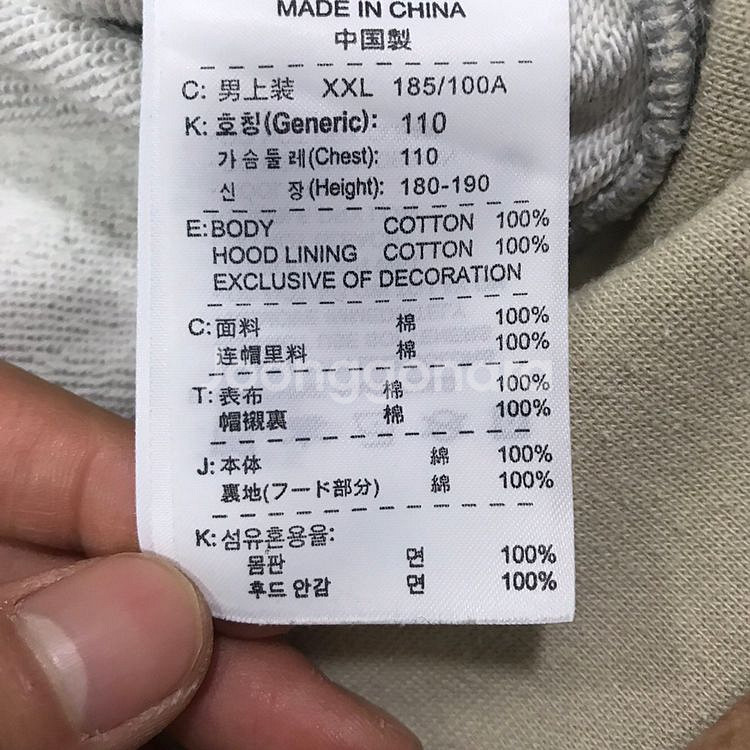 MADE IN CHINA
中国製
C: 男上装 XXL 185/100A
K: 호칭(Generic): 110
가슴둘레(Chest): 110
신 장(Height): 180-190
E: BODY COTTON 100%
HOOD LINING COTTON 100%
EXCLUSIVE OF DECORATION
C: 面料 棉 100%
连帽里料 棉 100%
Joonggonara
T: 表布 棉 100%
帽襯裏 棉 100%
J: 本体 綿 100%
裏地(フード部分) 綿 100%
K: 섬유혼용율:
몸판 면 100%
후드 안감 면 100%